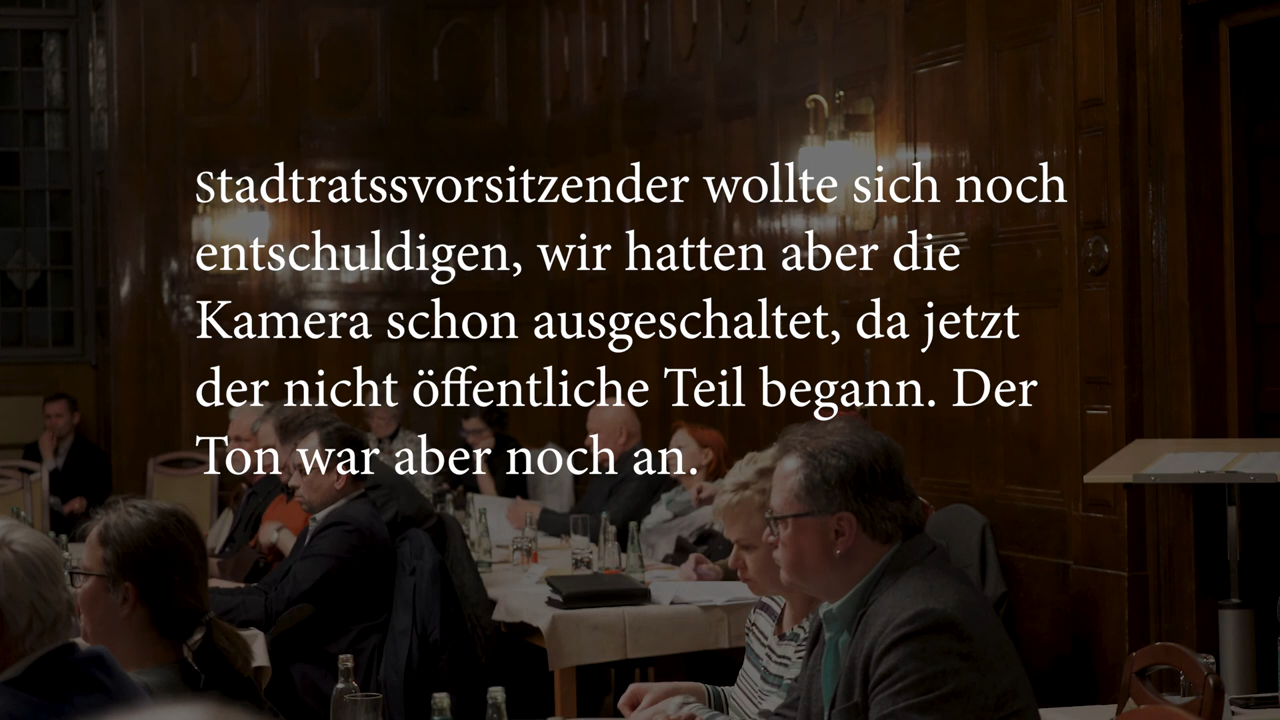 Stadtratssvorsitzender wollte sich noch
entschuldigen, wir hatten aber die
Kamera schon ausgeschaltet, da jetzt
der nicht öffentliche Teil begann. Der
Ton war aber noch an.